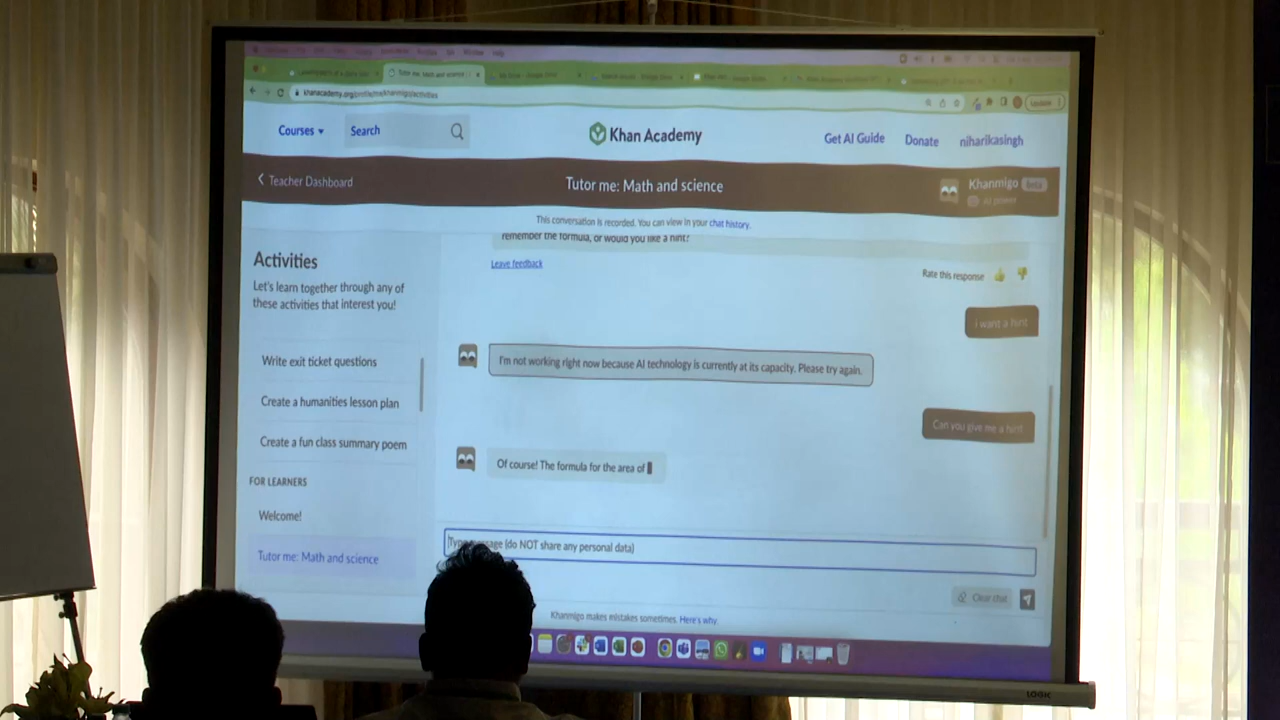 khanacademy.org/profile/me/khanmigo/activities
Update
Courses
Search
Khan Academy
Get AI Guide
Donate
niharikasingh
Teacher Dashboard
Tutor me: Math and science
Khanmigo
beta
This conversation is recorded. You can view in your chat history.
remember the formula, or would you like a hint?
Leave feedback
Rate this response
Activities
Let's learn together through any of
these activities that interest you!
Write exit ticket questions
Create a humanities lesson plan
Create a fun class summary poem
FOR LEARNERS
Welcome!
Tutor me: Math and science
i want a hint
I'm not working right now because AI technology is currently at its capacity. Please try again.
Can you give me a hint
Of course! The formula for the area of
(do NOT share any personal data)
Clear chat
Khanmigo makes mistakes sometimes. Here's why.
LOGIK